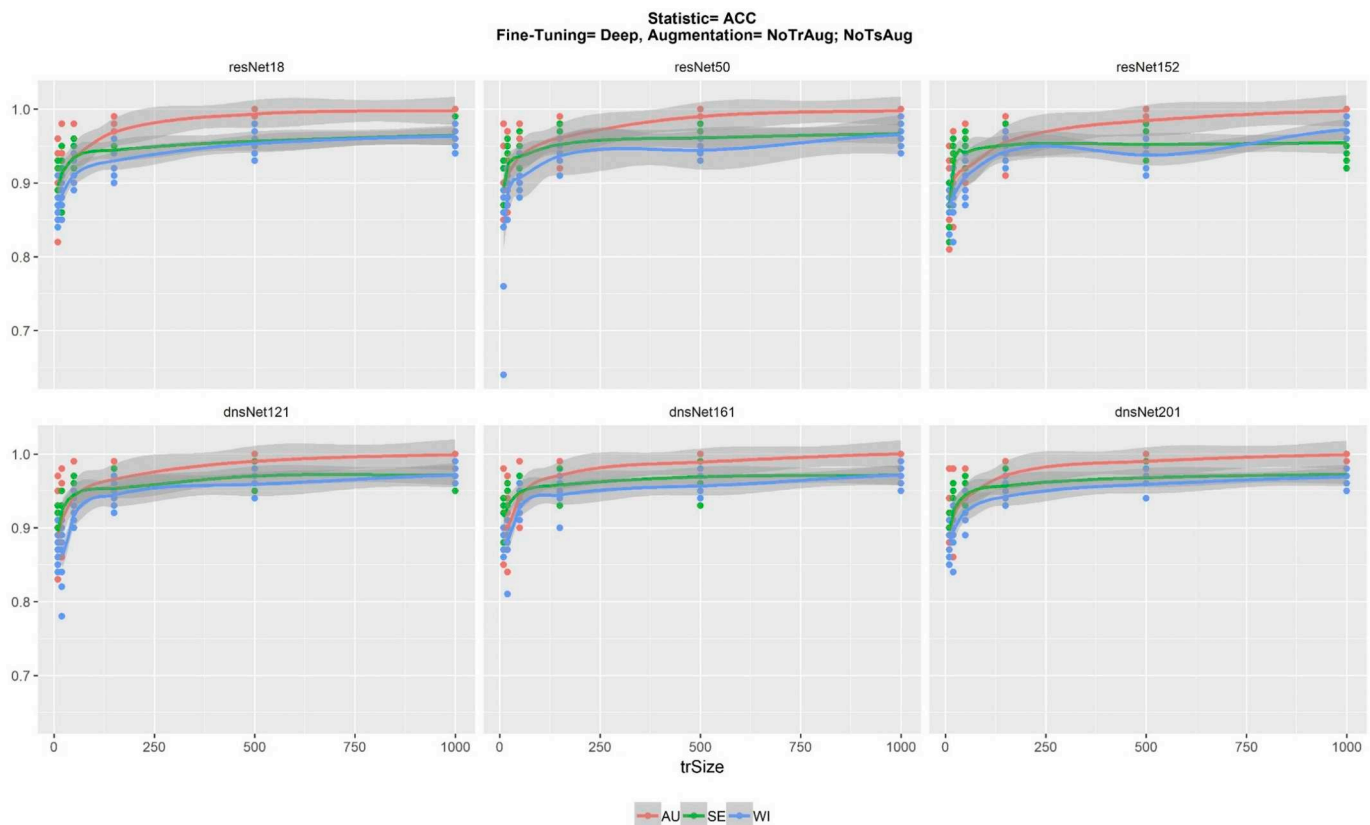 Statistic= ACC
Fine-Tuning= Deep, Augmentation= NoTrAug; NoTsAug
resNet18 resNet50 resNet152
1.0
0.9
0.8
0.7
dnsNet121 dnsNet161 dnsNet201
1.0
0.9
0.8
0.7
0 250 500 750 1000 0 250 500 750 1000 0 250 500 750 1000
trSize
AU SE WI